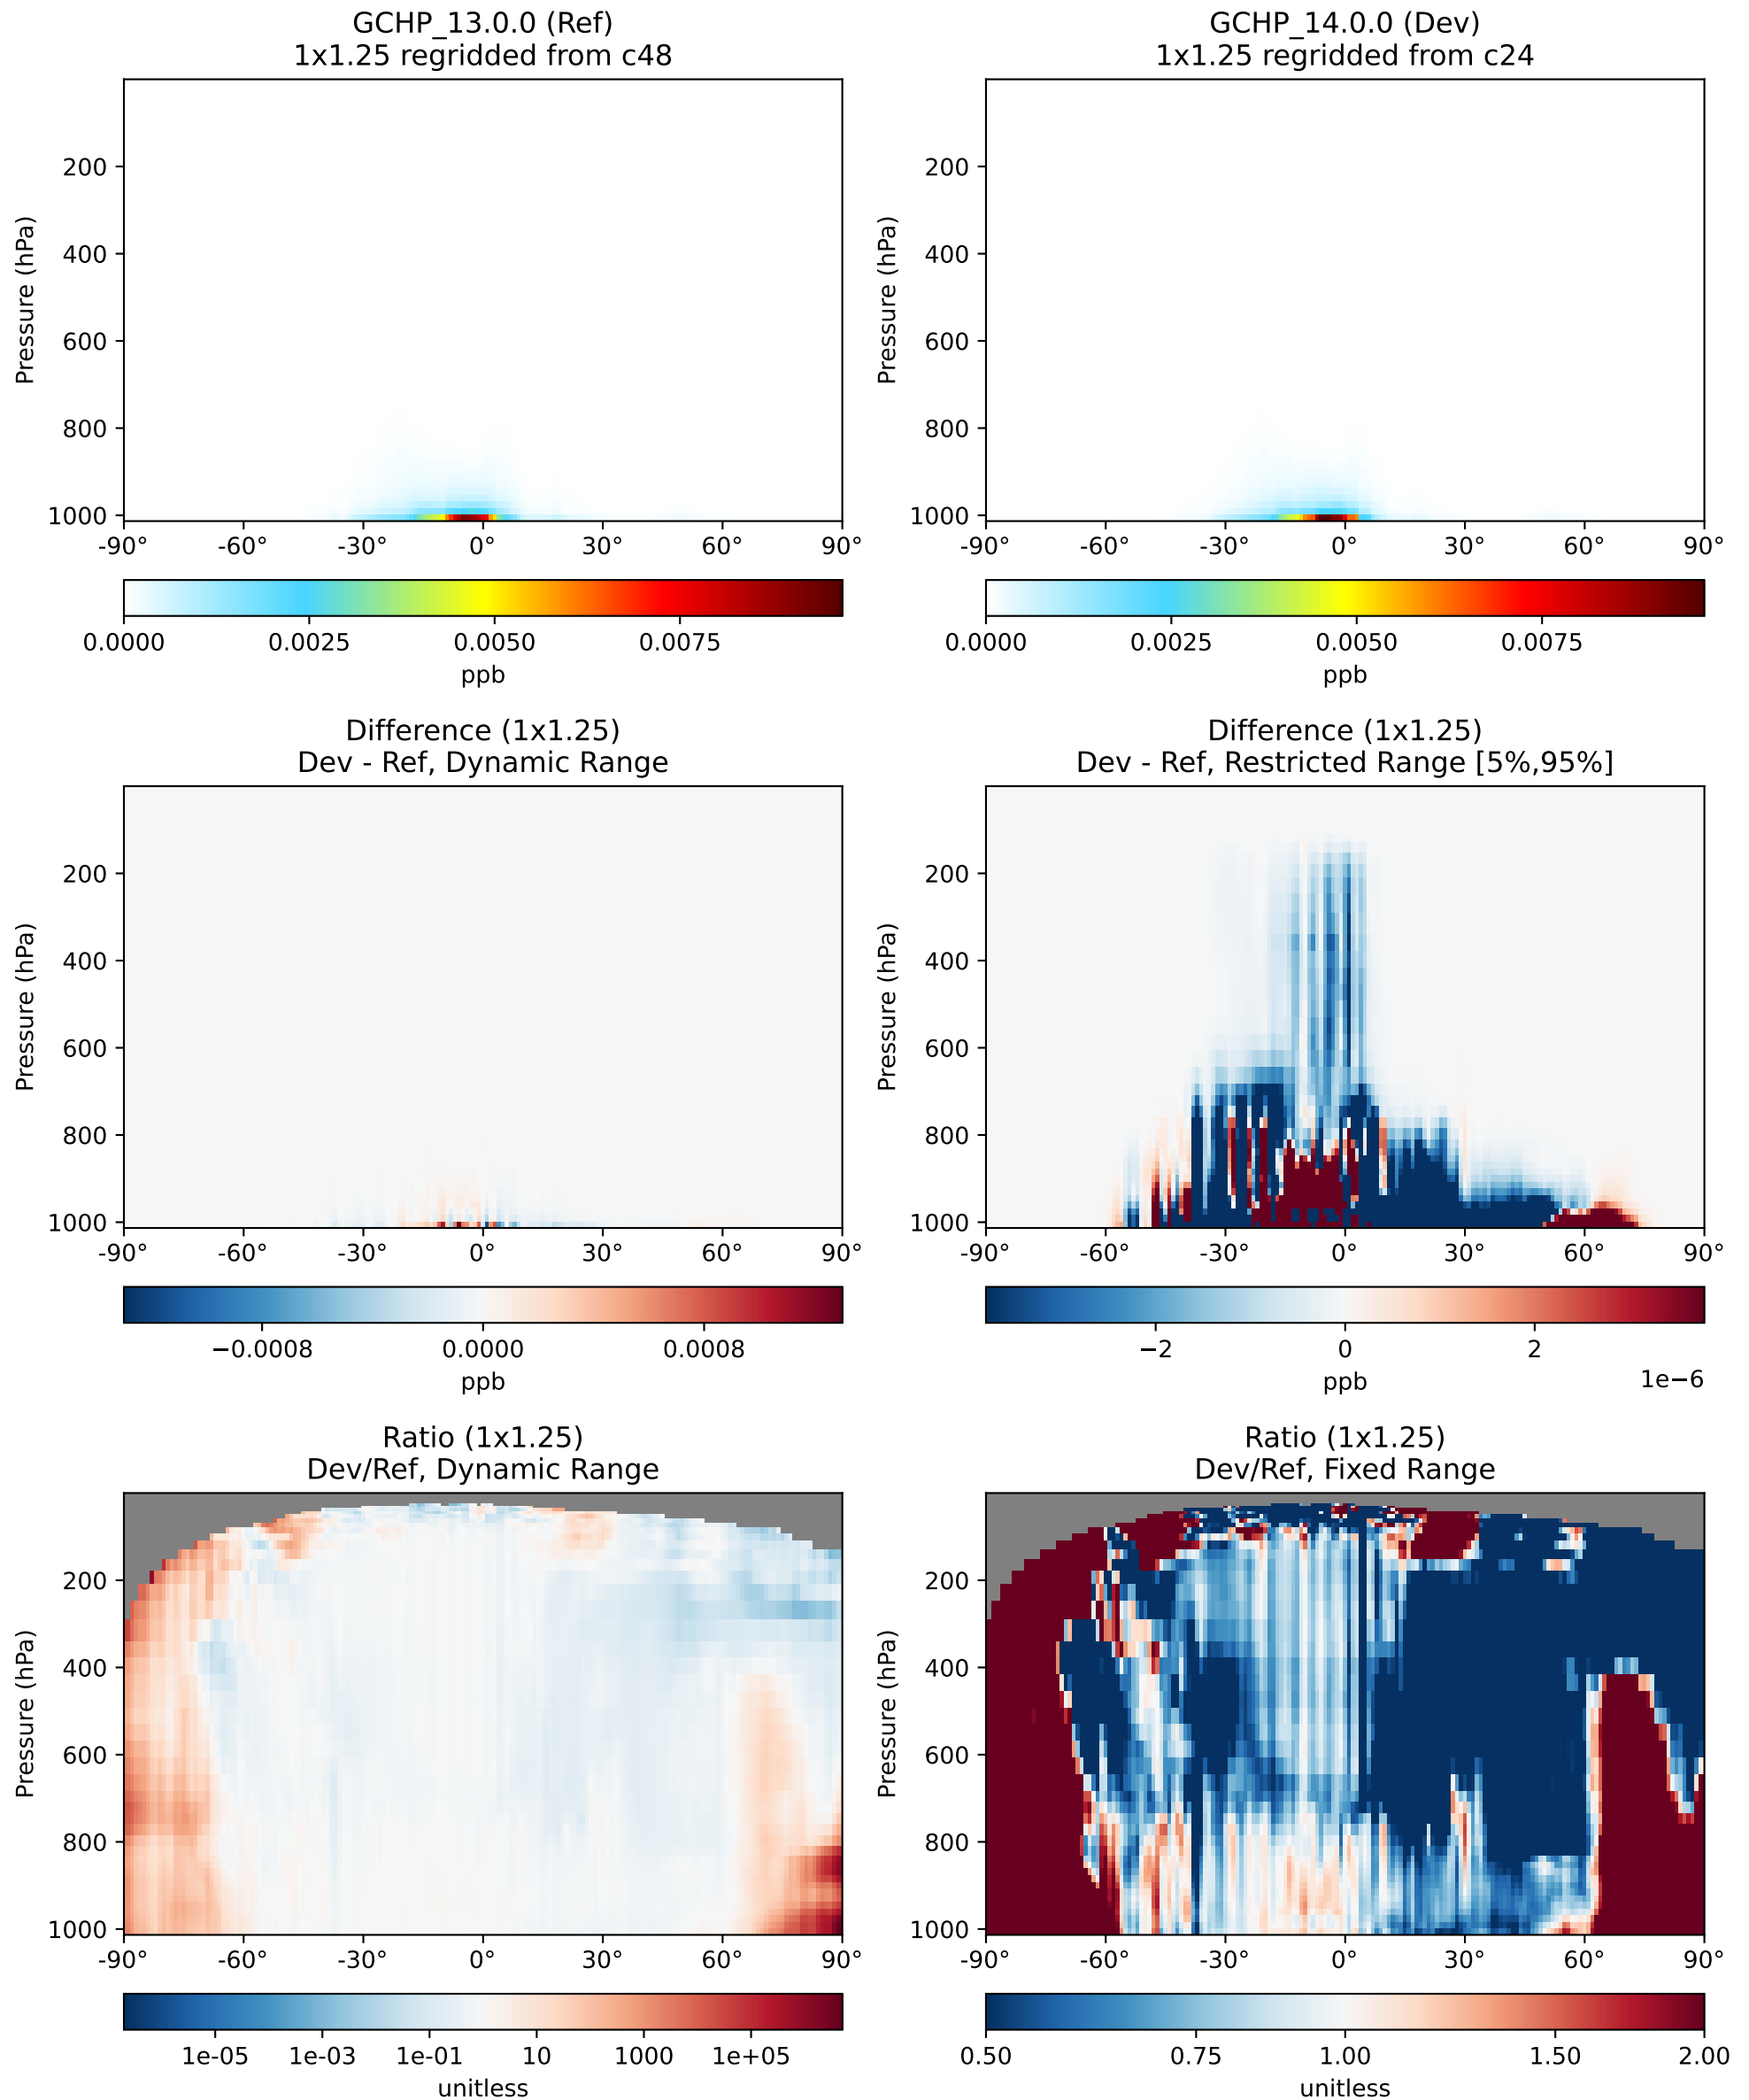 GCHP_13.0.0 (Ref)
1x1.25 regridded from c48
Pressure (hPa)
200
400
600
800
1000
-90° -60° -30° 0° 30° 60° 90°
0.0000 0.0025 0.0050 0.0075
ppb
GCHP_14.0.0 (Dev)
1x1.25 regridded from c24
Pressure (hPa)
200
400
600
800
1000
-90° -60° -30° 0° 30° 60° 90°
0.0000 0.0025 0.0050 0.0075
ppb
Difference (1x1.25)
Dev - Ref, Dynamic Range
Pressure (hPa)
200
400
600
800
1000
-90° -60° -30° 0° 30° 60° 90°
−0.0008 0.0000 0.0008
ppb
Difference (1x1.25)
Dev - Ref, Restricted Range [5%,95%]
Pressure (hPa)
200
400
600
800
1000
-90° -60° -30° 0° 30° 60° 90°
−2 0 2
ppb
1e−6
Ratio (1x1.25)
Dev/Ref, Dynamic Range
Pressure (hPa)
200
400
600
800
1000
-90° -60° -30° 0° 30° 60° 90°
1e-05 1e-03 1e-01 10 1000 1e+05
unitless
Ratio (1x1.25)
Dev/Ref, Fixed Range
Pressure (hPa)
200
400
600
800
1000
-90° -60° -30° 0° 30° 60° 90°
0.50 0.75 1.00 1.50 2.00
unitless